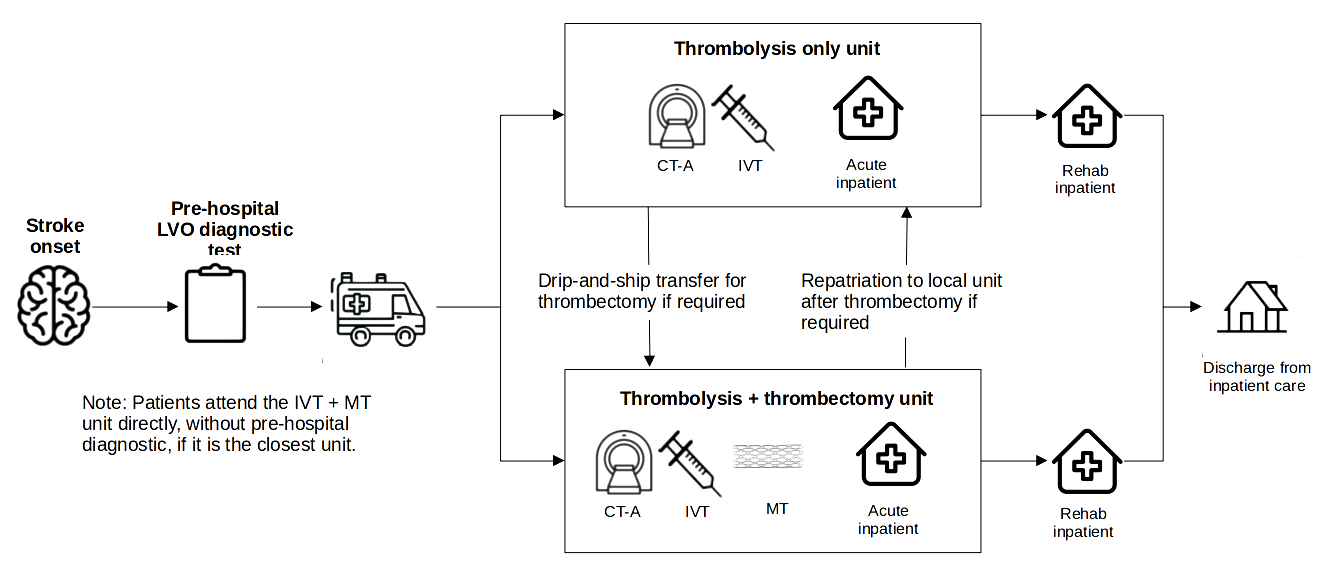 Stroke
onset
Pre-hospital
LVO diagnostic
test
Note: Patients attend the IVT + MT
unit directly, without pre-hospital
diagnostic, if it is the closest unit.
Thrombolysis only unit
CT-A
IVT
Acute
inpatient
Rehab
inpatient
Drip-and-ship transfer for
thrombectomy if required
Repatriation to local unit
after thrombectomy if
required
Thrombolysis + thrombectomy unit
CT-A
IVT
MT
Acute
inpatient
Rehab
inpatient
Discharge from
inpatient care